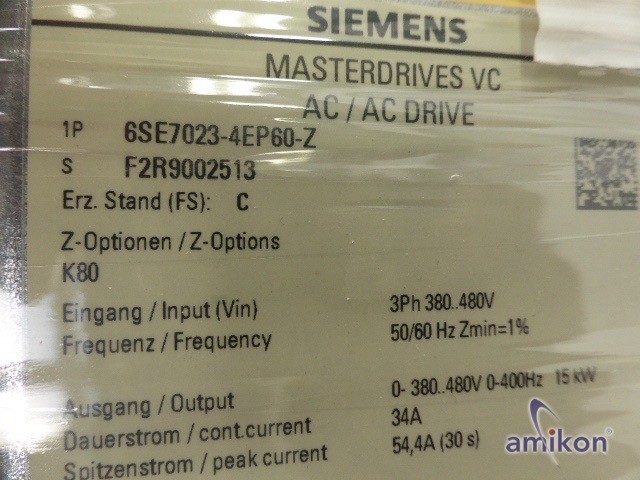 SIEMENS
MASTERDRIVES VC
AC / AC DRIVE
1P 6SE7023-4EP60-Z
S F2R9002513
Erz. Stand (FS): C
Z-Optionen / Z-Options
K80
Eingang / Input (Vin) 3Ph 380..480V
Frequenz / Frequency 50/60 Hz Zmin=1%
Ausgang / Output 0- 380..480V 0-400Hz 15 kW
Dauerstrom / cont.current 34A
Spitzenstrom / peak current 54,4A (30 s)
amikon